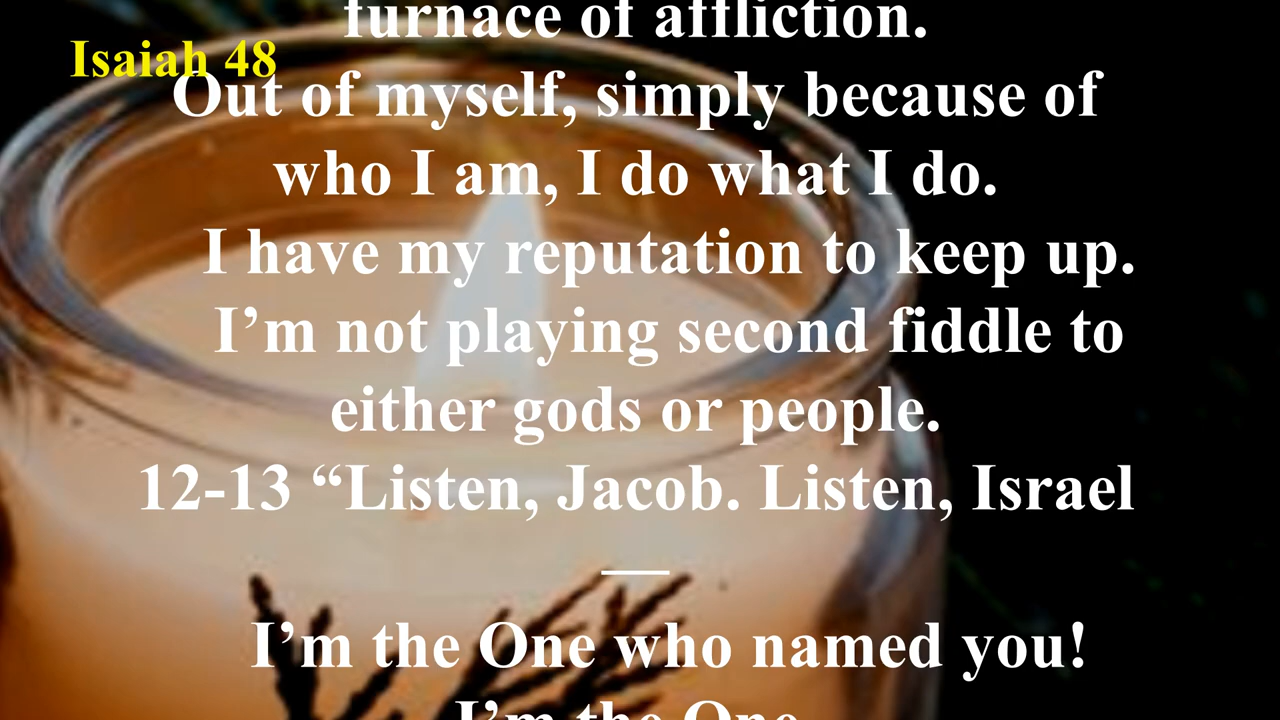 furnace of affliction.
Isaiah 48
Out of myself, simply because of
who I am, I do what I do.
I have my reputation to keep up.
I’m not playing second fiddle to
either gods or people.
12-13 “Listen, Jacob. Listen, Israel
—
I’m the One who named you!
I’m the One